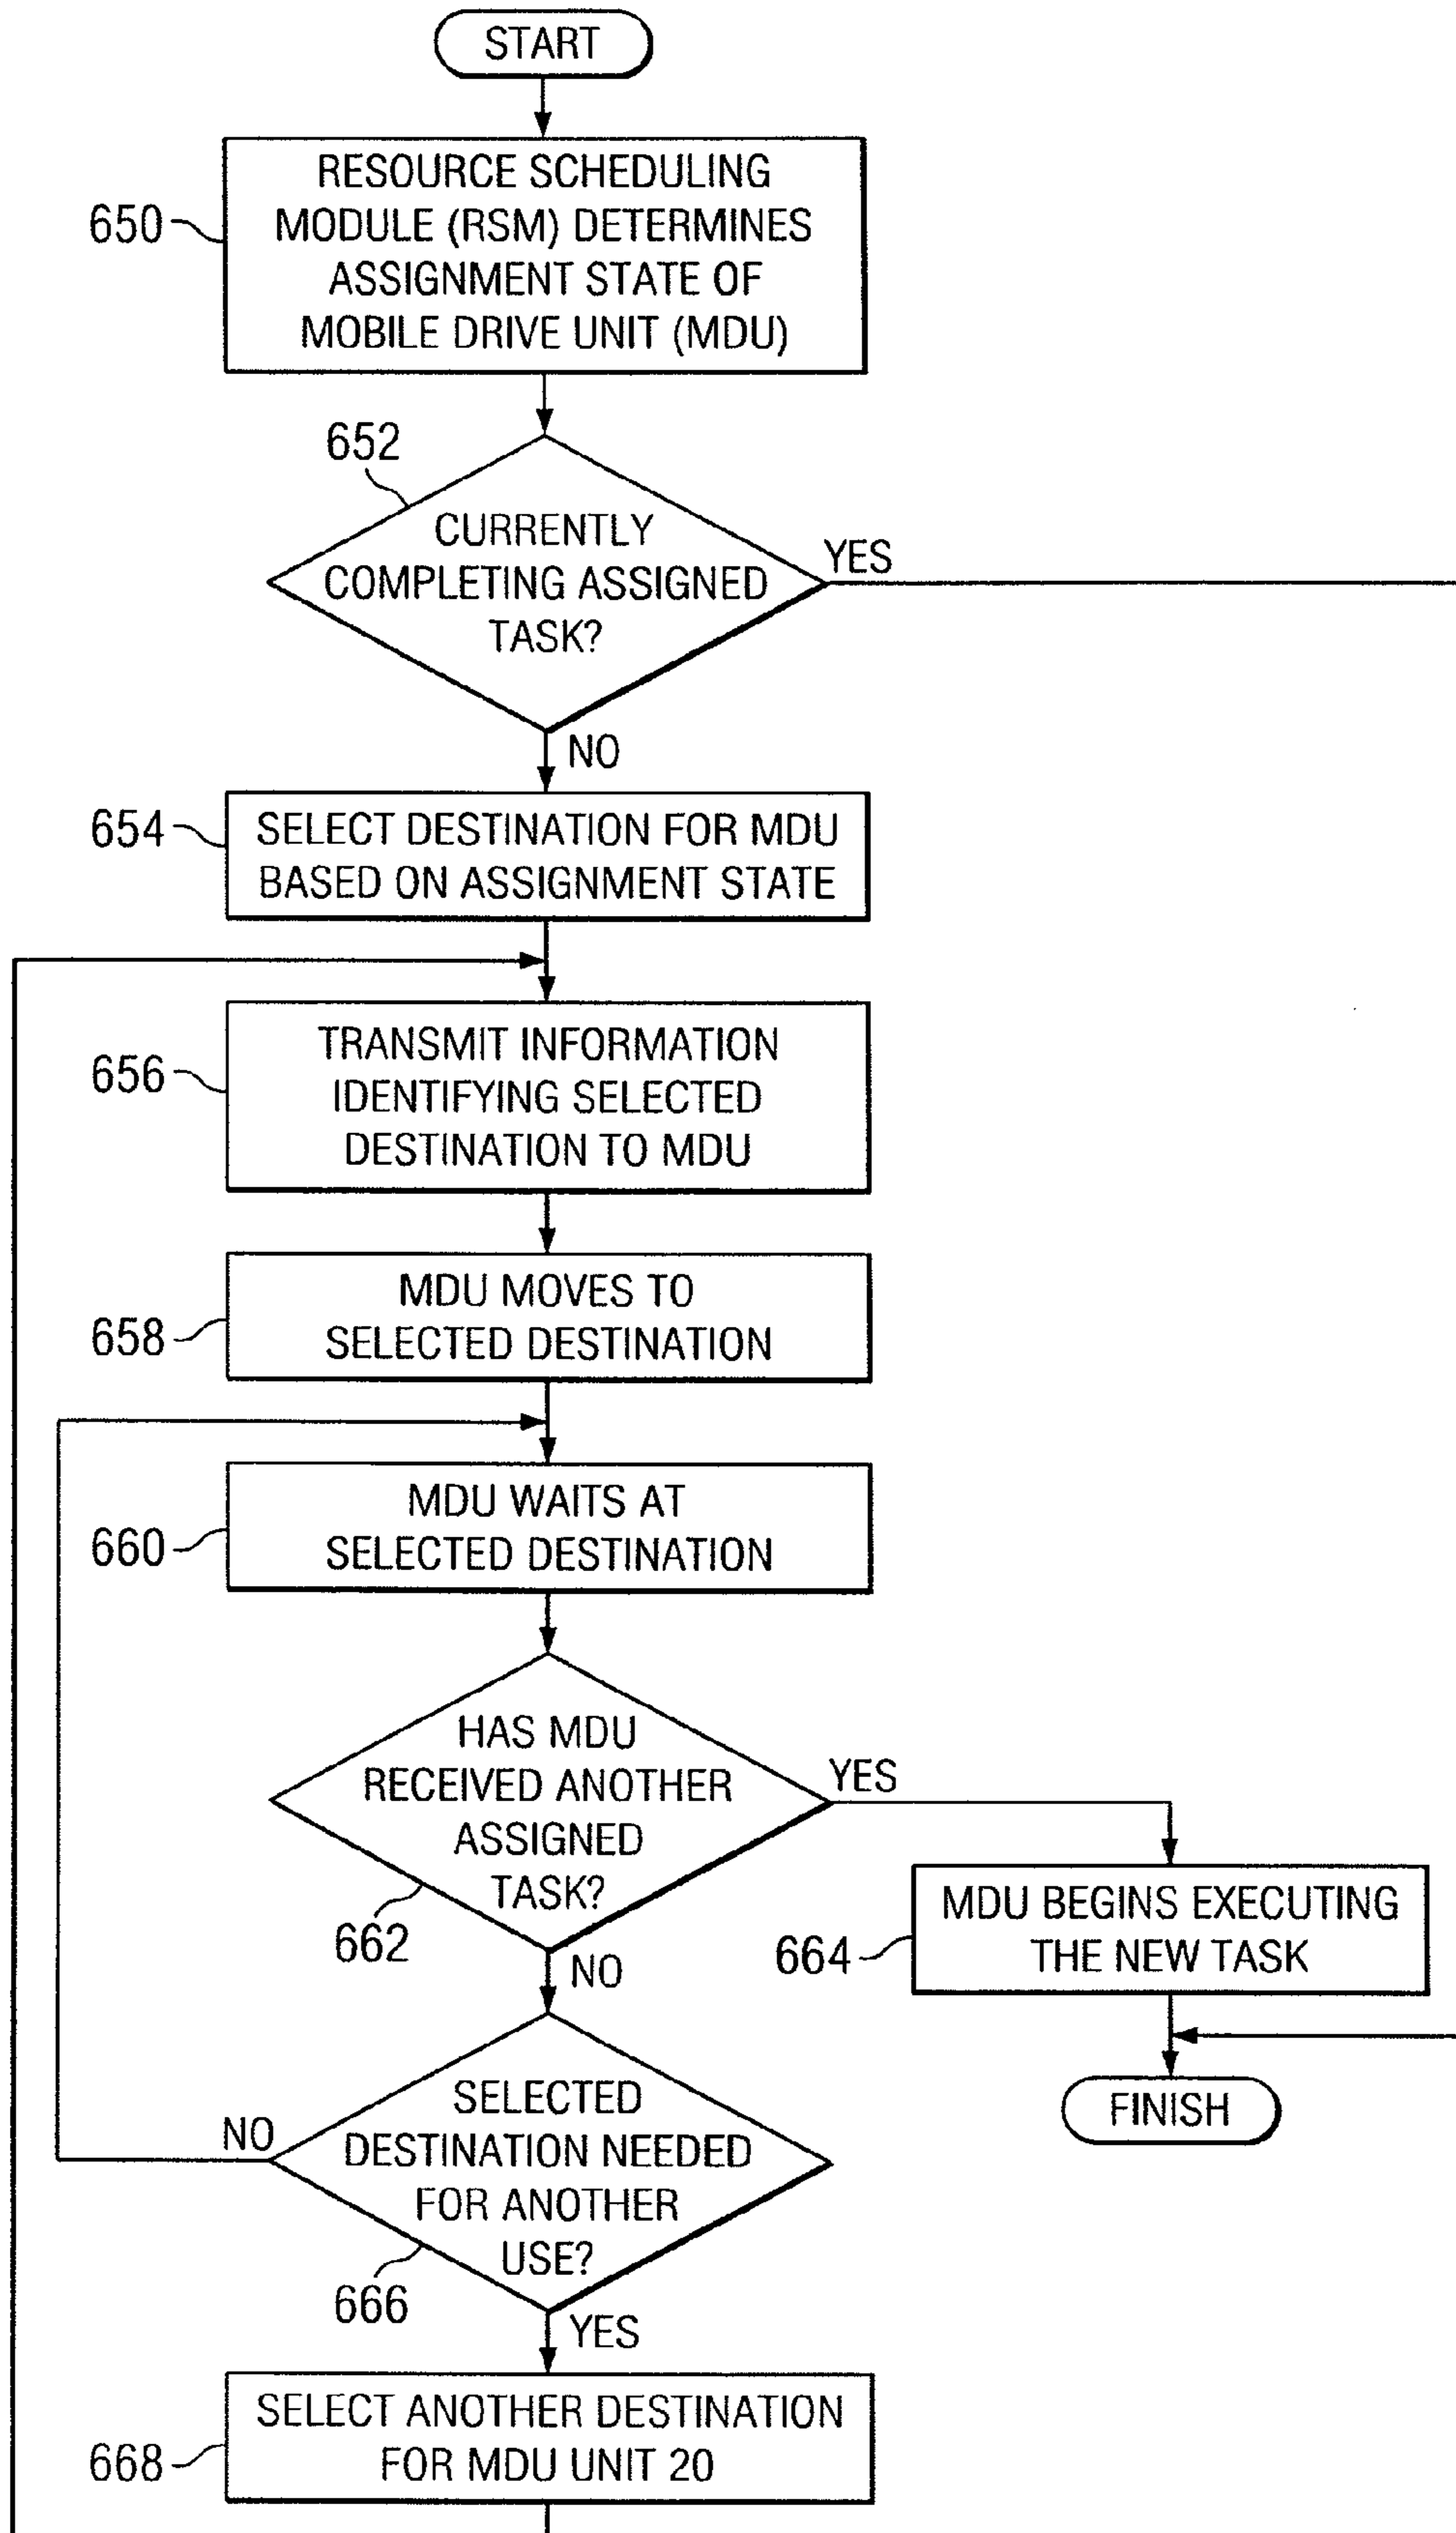 START
RESOURCE SCHEDULING
MODULE (RSM) DETERMINES
ASSIGNMENT STATE OF
MOBILE DRIVE UNIT (MDU)
650
652
CURRENTLY
COMPLETING ASSIGNED
TASK?
YES
NO
654
SELECT DESTINATION FOR MDU
BASED ON ASSIGNMENT STATE
656
TRANSMIT INFORMATION
IDENTIFYING SELECTED
DESTINATION TO MDU
658
MDU MOVES TO
SELECTED DESTINATION
660
MDU WAITS AT
SELECTED DESTINATION
HAS MDU
RECEIVED ANOTHER
ASSIGNED
TASK?
YES
662
NO
664
MDU BEGINS EXECUTING
THE NEW TASK
FINISH
SELECTED
DESTINATION NEEDED
FOR ANOTHER
USE?
NO
666
YES
668
SELECT ANOTHER DESTINATION
FOR MDU UNIT 20